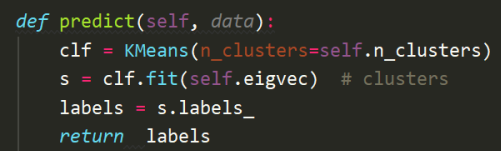 def predict(self, data):
    clf = KMeans(n_clusters=self.n_clusters)
    s = clf.fit(self.eigvec)  # clusters
    labels = s.labels_
    return  labels